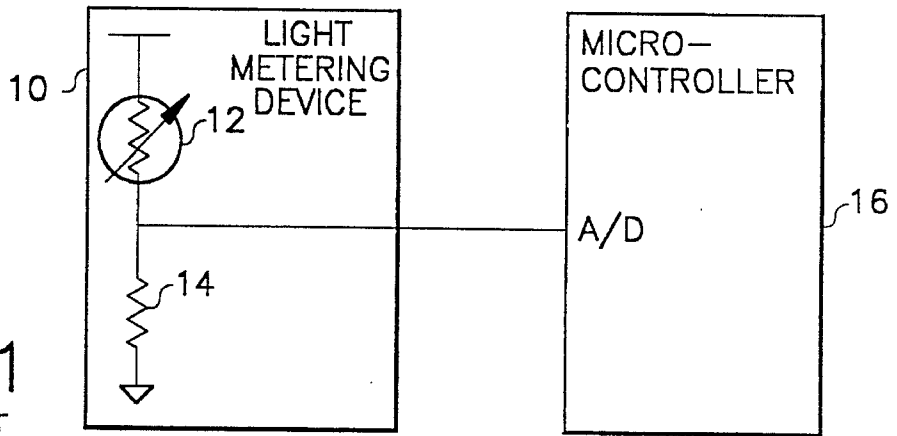 LIGHT
METERING
DEVICE
10
12
14
MICRO-
CONTROLLER
A/D
16
1